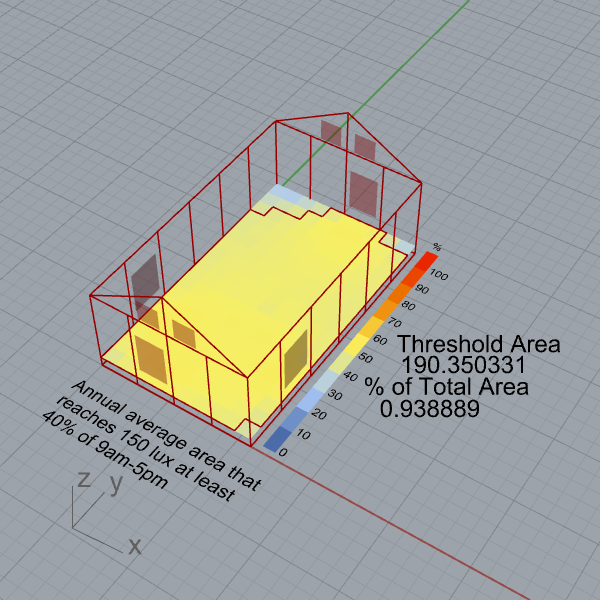 %
100
90
80
70
60
50
40
30
20
10
0
Threshold Area
190.350331
% of Total Area
0.938889
Annual average area that
reaches 150 lux at least
40% of 9am-5pm
z
y
x